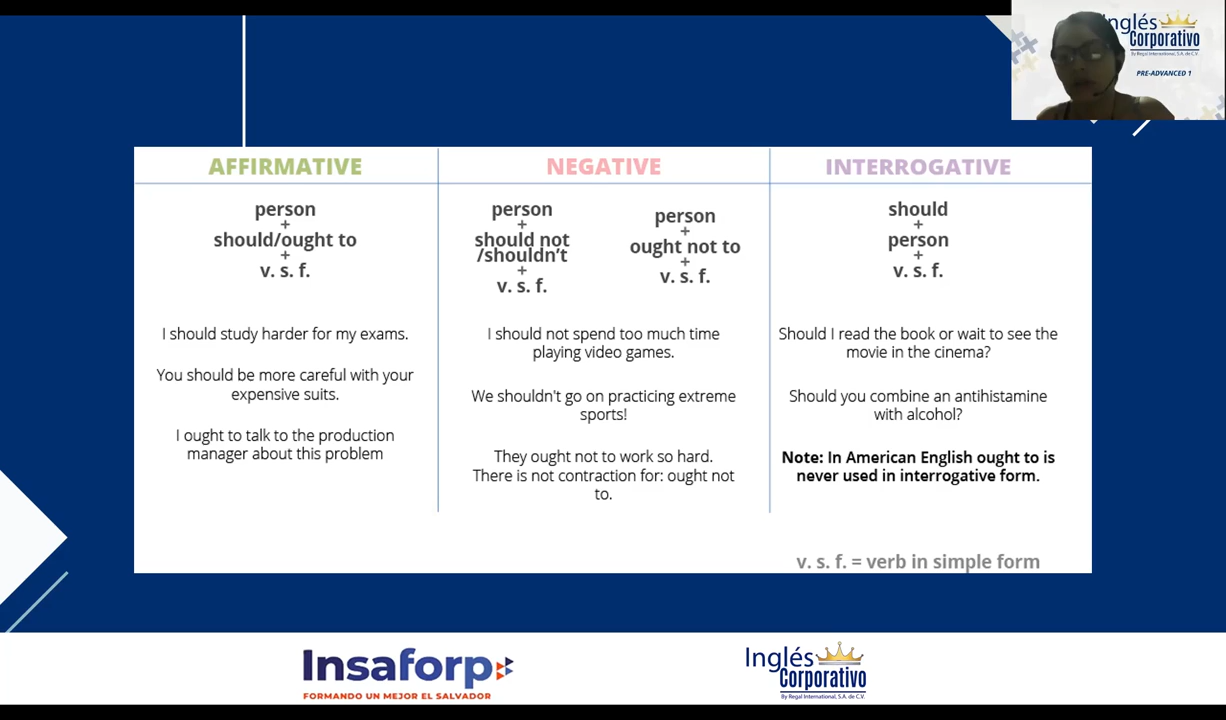 Inglés
Corporativo
By Regal International, S.A. de C.V.
PRE-ADVANCED 1
AFFIRMATIVE
person
+
should/ought to
+
v. s. f.
I should study harder for my exams.
You should be more careful with your
expensive suits.
I ought to talk to the production
manager about this problem
NEGATIVE
person
+
should not
/shouldn't
+
v. s. f.
person
+
ought not to
+
v. s. f.
I should not spend too much time
playing video games.
We shouldn't go on practicing extreme
sports!
They ought not to work so hard.
There is not contraction for: ought not
to.
INTERROGATIVE
should
+
person
+
v. s. f.
Should I read the book or wait to see the
movie in the cinema?
Should you combine an antihistamine
with alcohol?
Note: In American English ought to is
never used in interrogative form.
v. s. f. = verb in simple form
Insaforp
FORMANDO UN MEJOR EL SALVADOR
Inglés
Corporativo
By Regal International, S.A. de C.V.